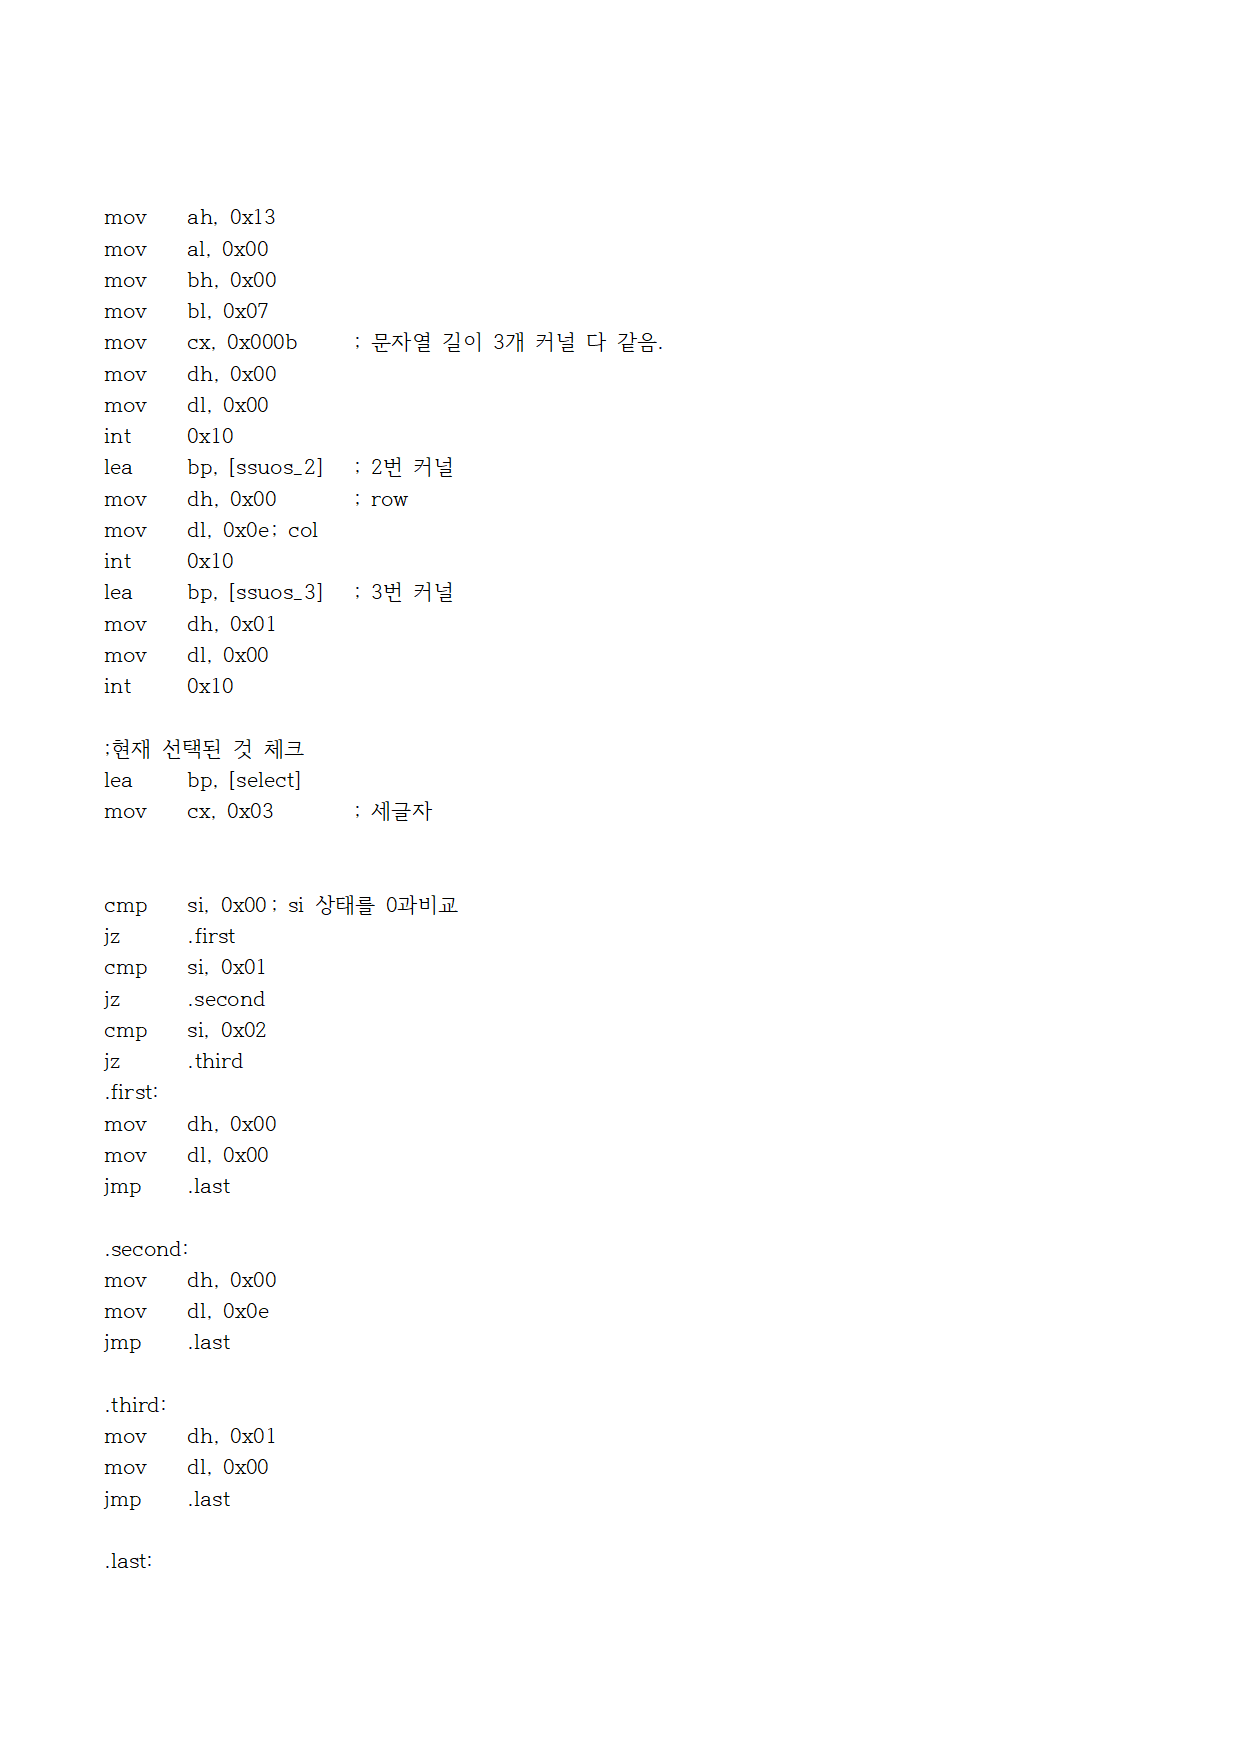 mov ah, 0x13
mov al, 0x00
mov bh, 0x00
mov bl, 0x07
mov cx, 0x000b ; 문자열 길이 3개 커널 다 같음.
mov dh, 0x00
mov dl, 0x00
int 0x10
lea bp, [ssuos_2] ; 2번 커널
mov dh, 0x00 ; row
mov dl, 0x0e; col
int 0x10
lea bp, [ssuos_3] ; 3번 커널
mov dh, 0x01
mov dl, 0x00
int 0x10
;현재 선택된 것 체크
lea bp, [select]
mov cx, 0x03 ; 세글자
cmp si, 0x00 ; si 상태를 0과비교
jz .first
cmp si, 0x01
jz .second
cmp si, 0x02
jz .third
.first:
mov dh, 0x00
mov dl, 0x00
jmp .last
.second:
mov dh, 0x00
mov dl, 0x0e
jmp .last
.third:
mov dh, 0x01
mov dl, 0x00
jmp .last
.last: